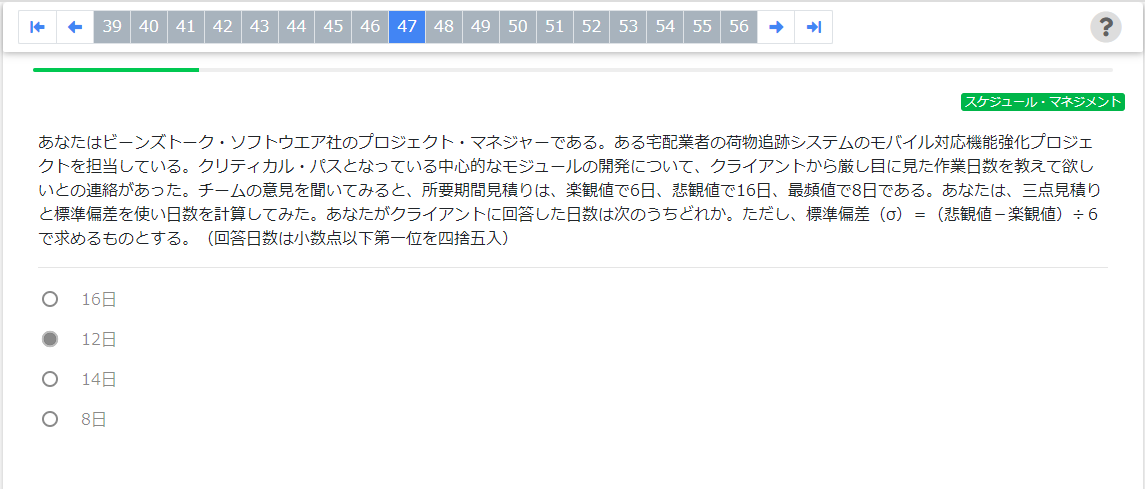 39 40 41 42 43 44 45 46 47 48 49 50 51 52 53 54 55 56 ?
スケジュール・マネジメント
あなたはビーンズトーク・ソフトウエア社のプロジェクト・マネジャーである。ある宅配業者の荷物追跡システムのモバイル対応機能強化プロジェ
クトを担当している。クリティカル・パスとなっている中心的なモジュールの開発について、クライアントから厳し目に見た作業日数を教えて欲し
いとの連絡があった。チームの意見を聞いてみると、所要期間見積りは、楽観値で6日、悲観値で16日、最頻値で8日である。あなたは、三点見積り
と標準偏差を使い日数を計算してみた。あなたがクライアントに回答した日数は次のうちどれか。ただし、標準偏差（σ）＝（悲観値－楽観値）÷６
で求めるものとする。（回答日数は小数点以下第一位を四捨五入）
16日
12日
14日
8日